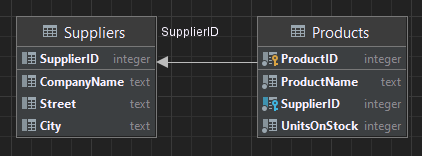 Suppliers
SupplierID integer
CompanyName text
Street text
City text
SupplierID
Products
ProductID integer
ProductName text
SupplierID integer
UnitsOnStock integer